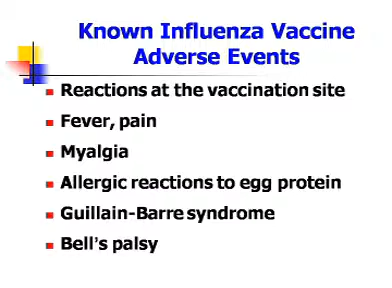 Known Influenza Vaccine
Adverse Events
Reactions at the vaccination site
Fever, pain
Myalgia
Allergic reactions to egg protein
Guillain-Barre syndrome
Bell's palsy